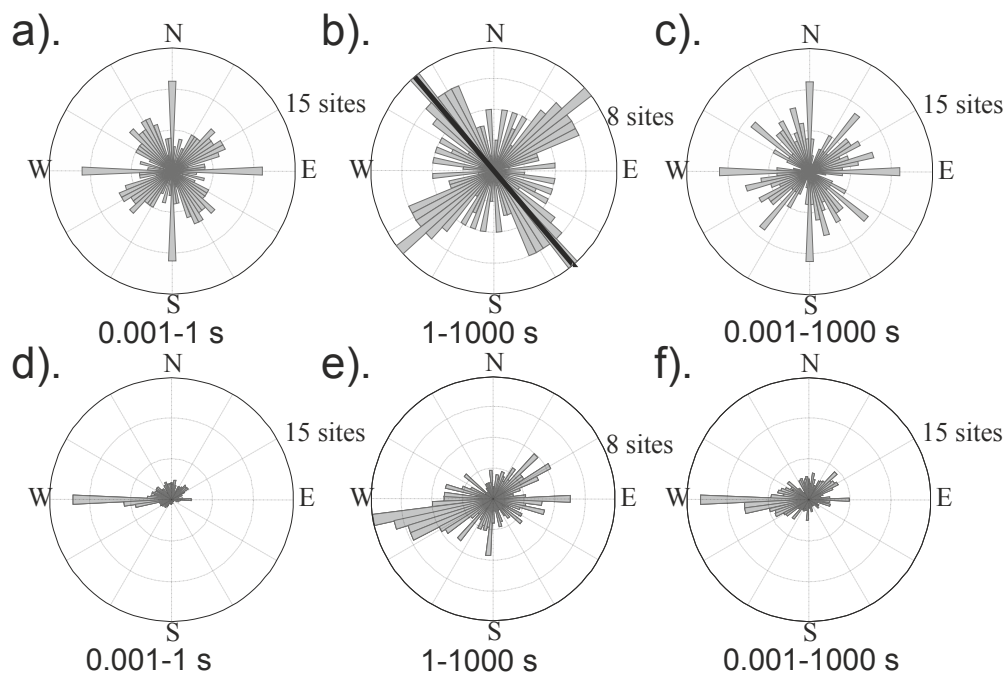 a).
N
15 sites
W
E
S
0.001-1 s
b).
N
8 sites
S
1-1000 s
c).
N
15 sites
W
E
S
0.001-1000 s
d).
N
15 sites
W
E
S
0.001-1 s
e).
N
8 sites
W
E
S
1-1000 s
f).
N
15 sites
W
E
S
0.001-1000 s